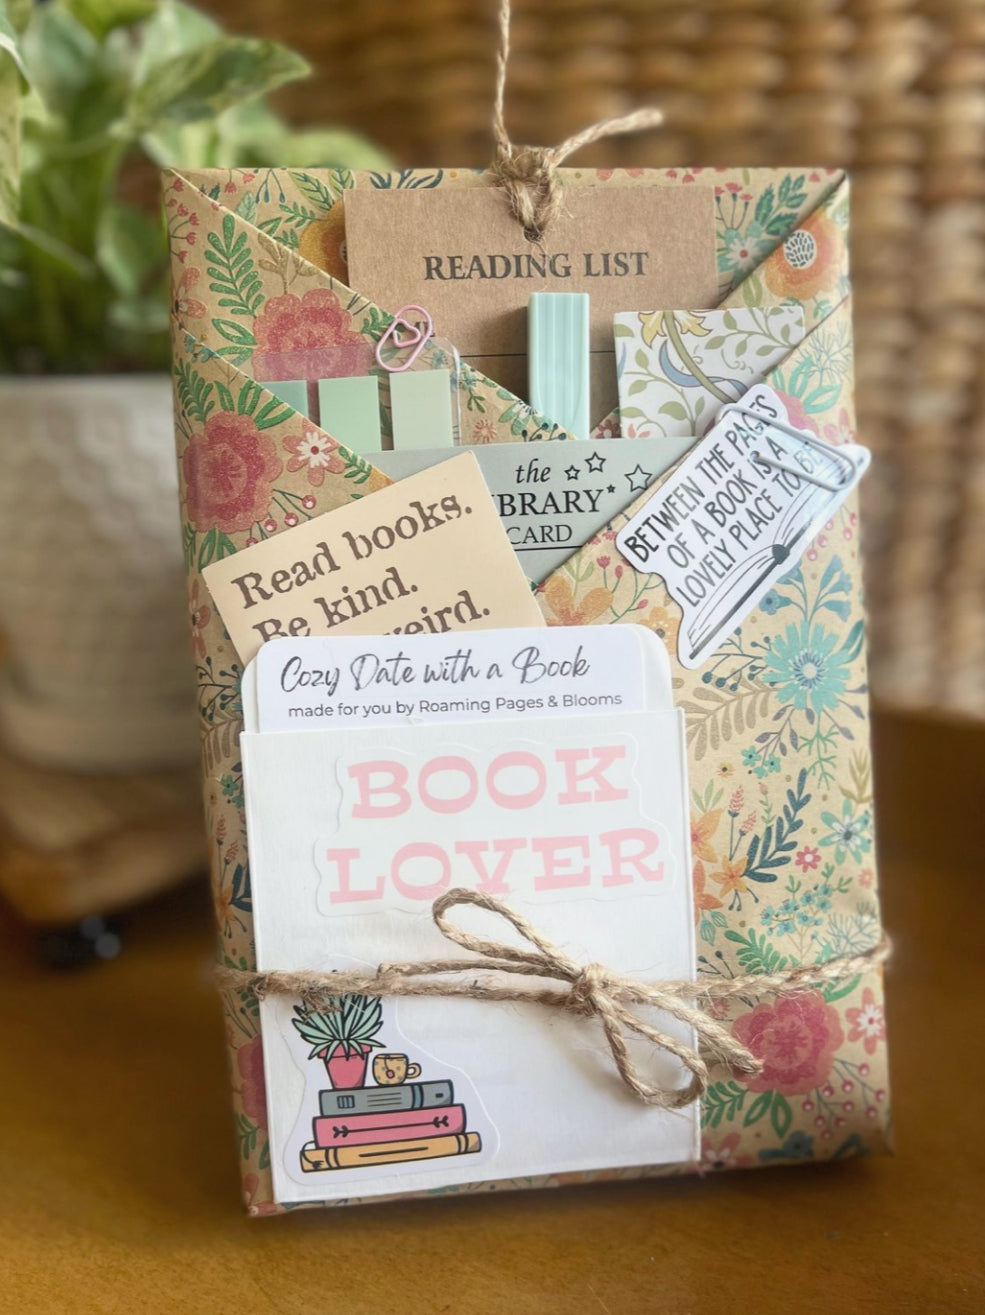 READING LIST
the
BRARY
CARD
BETWEEN THE PAGES
OF A BOOK IS A
LOVELY PLACE TO BE
Read books.
Be kind.
weird.
Cozy Date with a Book
made for you by Roaming Pages & Blooms
BOOK
LOVER